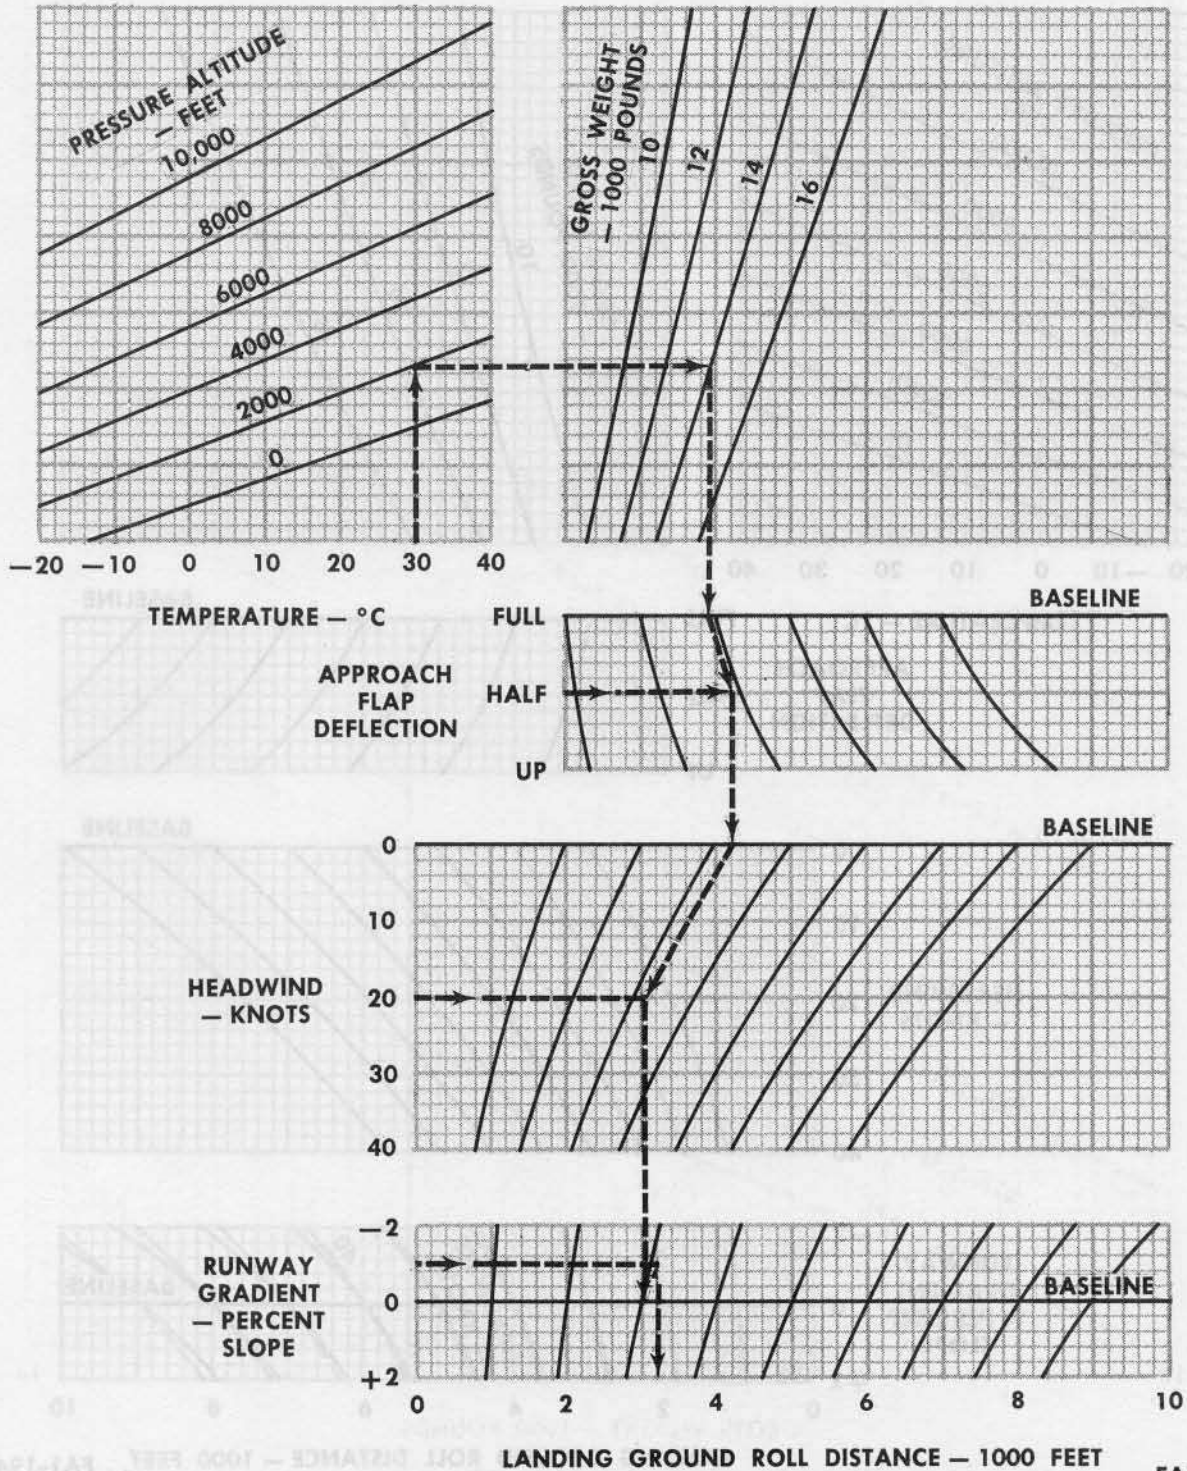 PRESSURE ALTITUDE
— FEET
10,000
8000
6000
4000
2000
0
GROSS WEIGHT
— 1000 POUNDS
10
12
14
16
—20 —10 0 10 20 30 40
TEMPERATURE — °C
BASELINE
FULL
APPROACH
FLAP
DEFLECTION
HALF
UP
BASELINE
0
10
HEADWIND
— KNOTS
20
30
40
—2
RUNWAY
GRADIENT
— PERCENT
SLOPE
0
BASELINE
+2
0 2 4 6 8 10
LANDING GROUND ROLL DISTANCE — 1000 FEET